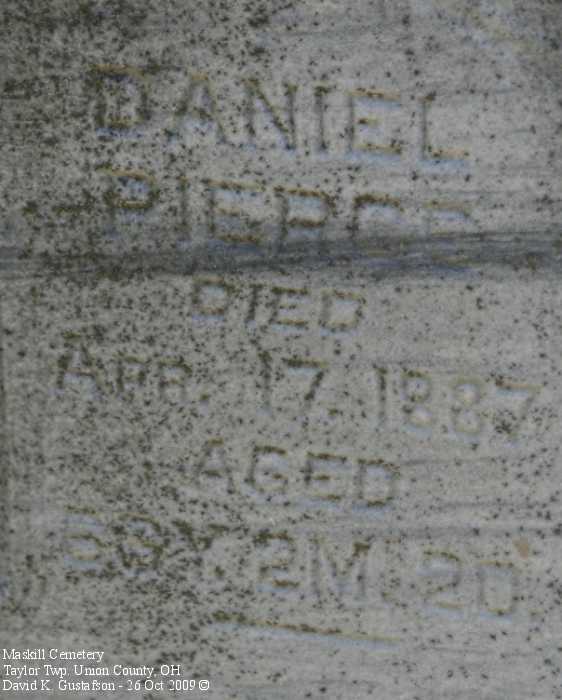 DANIEL
PIERCE
DIED
APR. 17. 1887
AGED
Y. 2M. 2D
Maskill Cemetery
Taylor Twp. Union County, OH
David K. Gustafson - 26 Oct 2009 ©